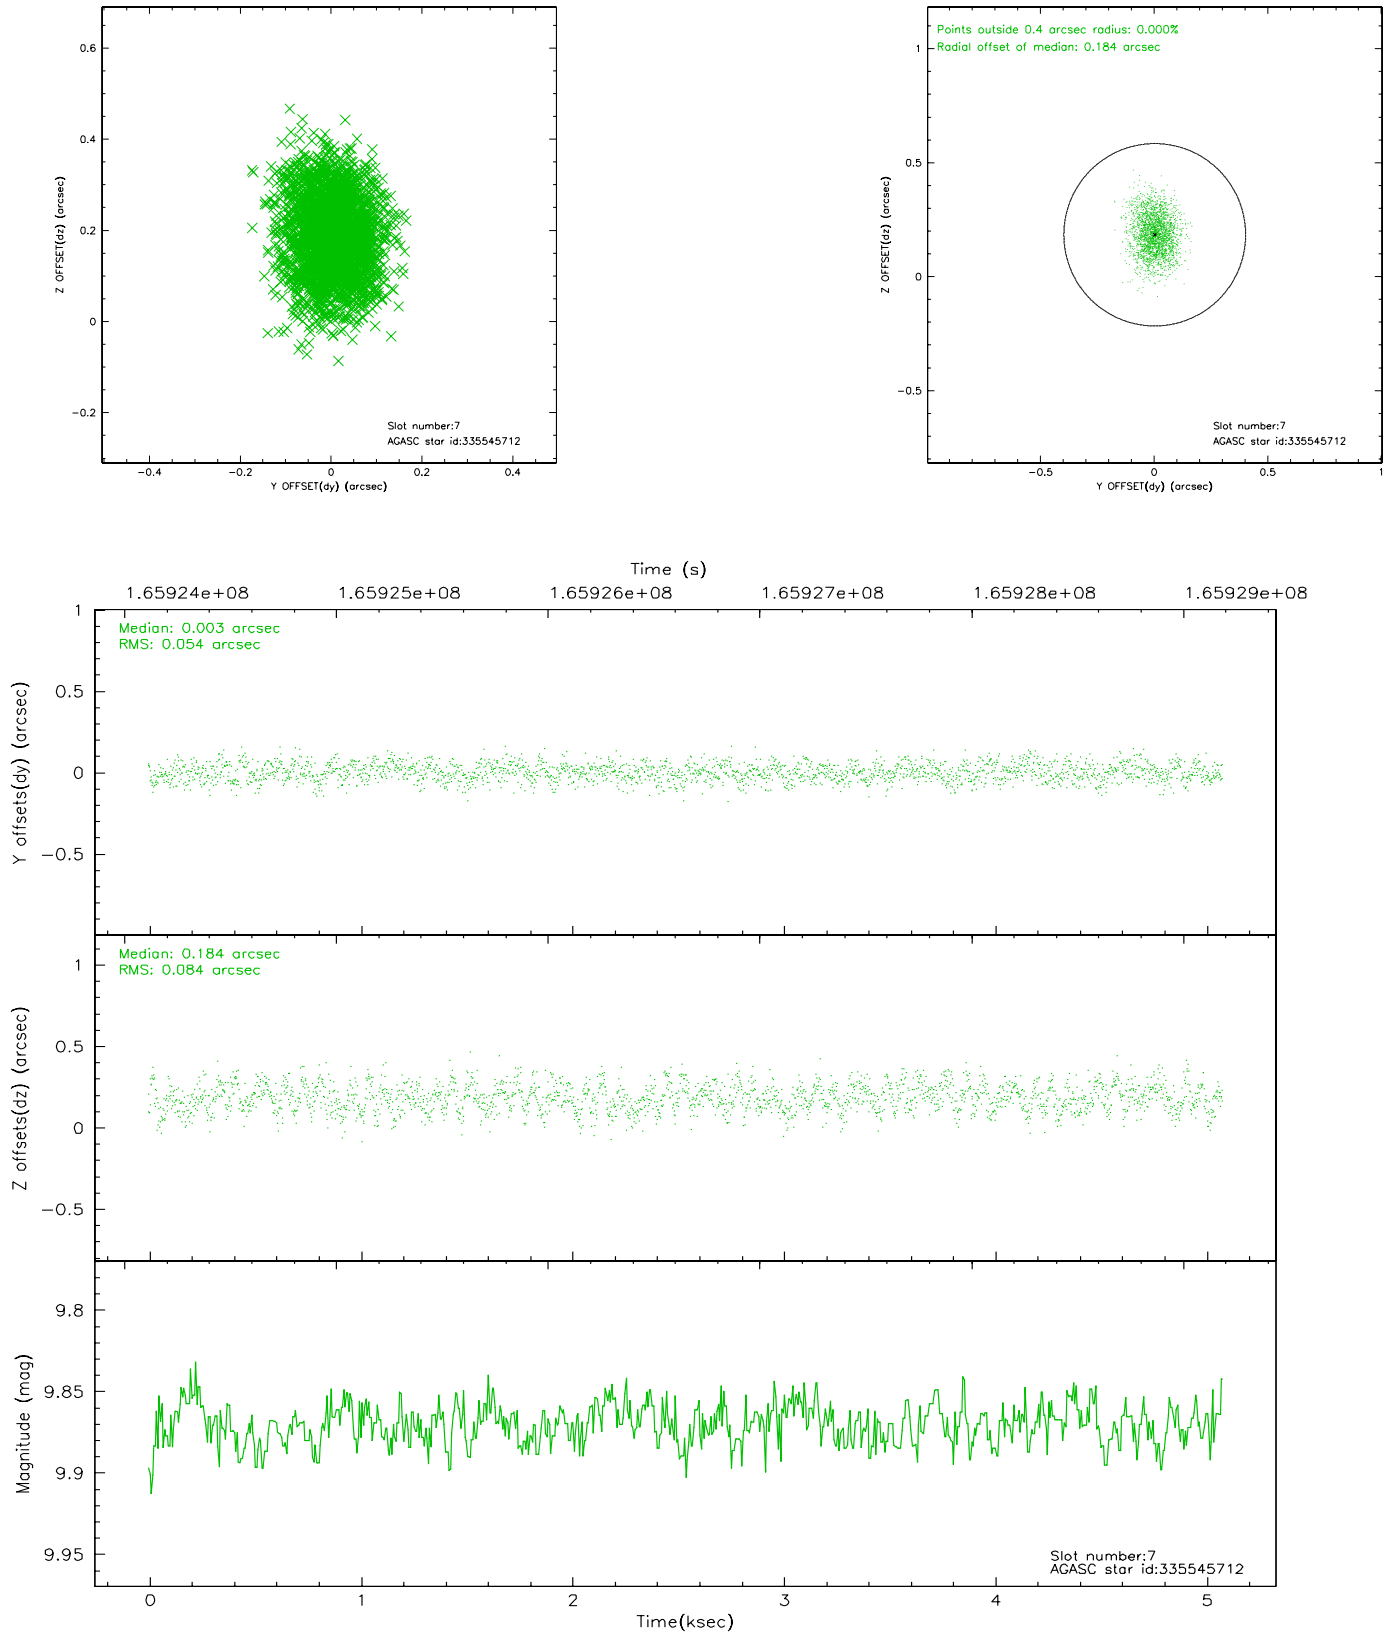 0.6
0.4
0.2
0
−0.2
Z OFFSET(dz) (arcsec)
Slot number:7
AGASC star id:335545712
−0.4 −0.2 0 0.2 0.4
Y OFFSET(dy) (arcsec)
Points outside 0.4 arcsec radius: 0.000%
Radial offset of median: 0.184 arcsec
1
0.5
0
−0.5
Z OFFSET(dz) (arcsec)
Slot number:7
AGASC star id:335545712
−0.5 0 0.5 1
Y OFFSET(dy) (arcsec)
Time (s)
1.65924e+08 1.65925e+08 1.65926e+08 1.65927e+08 1.65928e+08 1.65929e+08
Median: 0.003 arcsec
RMS: 0.054 arcsec
1
0.5
0
−0.5
Y offsets(dy) (arcsec)
Median: 0.184 arcsec
RMS: 0.084 arcsec
1
0.5
0
−0.5
Z offsets(dz) (arcsec)
9.8
9.85
9.9
9.95
Magnitude (mag)
Slot number:7
AGASC star id:335545712
0 1 2 3 4 5
Time(ksec)